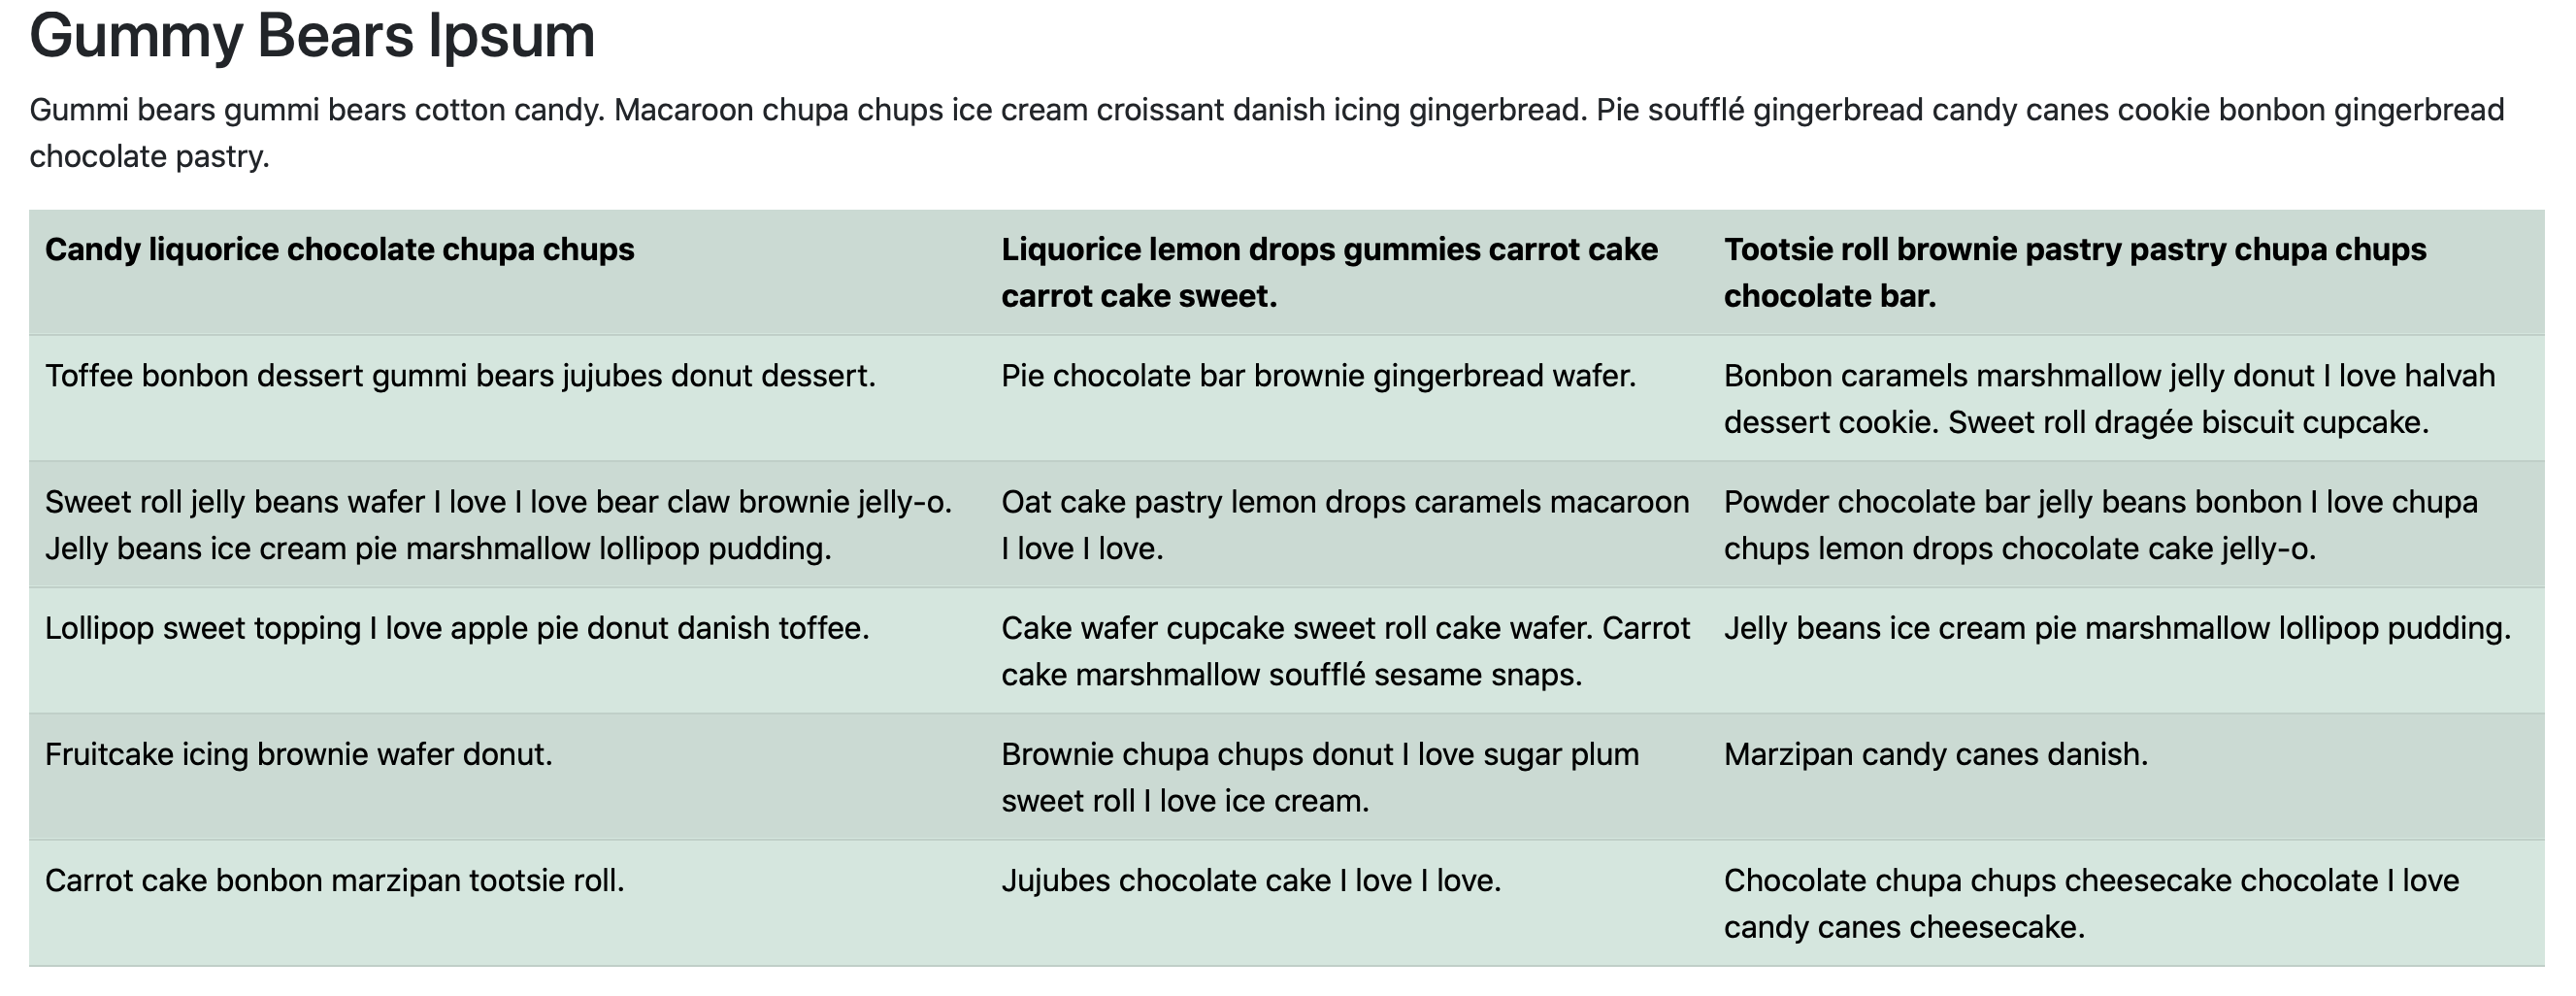 Gummy Bears Ipsum
Gummi bears gummi bears cotton candy. Macaroon chupa chups ice cream croissant danish icing gingerbread. Pie soufflé gingerbread candy canes cookie bonbon gingerbread
chocolate pastry.
Candy liquorice chocolate chupa chups
Liquorice lemon drops gummies carrot cake
carrot cake sweet.
Tootsie roll brownie pastry pastry chupa chups
chocolate bar.
Toffee bonbon dessert gummi bears jujubes donut dessert.
Pie chocolate bar brownie gingerbread wafer.
Bonbon caramels marshmallow jelly donut I love halvah
dessert cookie. Sweet roll dragée biscuit cupcake.
Sweet roll jelly beans wafer I love I love bear claw brownie jelly-o.
Jelly beans ice cream pie marshmallow lollipop pudding.
Oat cake pastry lemon drops caramels macaroon
I love I love.
Powder chocolate bar jelly beans bonbon I love chupa
chups lemon drops chocolate cake jelly-o.
Lollipop sweet topping I love apple pie donut danish toffee.
Cake wafer cupcake sweet roll cake wafer. Carrot
cake marshmallow soufflé sesame snaps.
Jelly beans ice cream pie marshmallow lollipop pudding.
Fruitcake icing brownie wafer donut.
Brownie chupa chups donut I love sugar plum
sweet roll I love ice cream.
Marzipan candy canes danish.
Carrot cake bonbon marzipan tootsie roll.
Jujubes chocolate cake I love I love.
Chocolate chupa chups cheesecake chocolate I love
candy canes cheesecake.